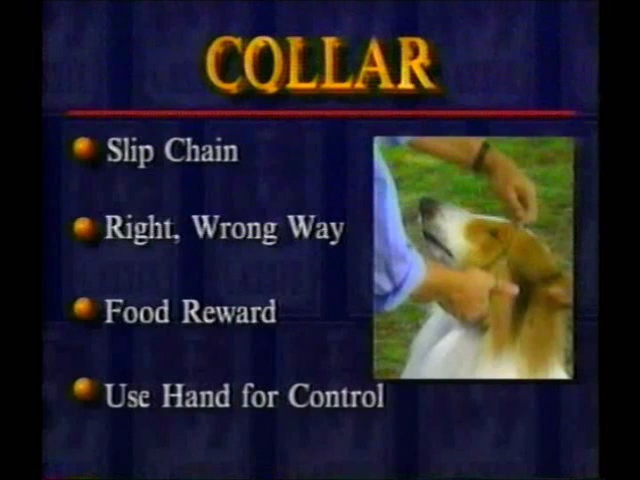 COLLAR
Slip Chain
Right, Wrong Way
Food Reward
Use Hand for Control